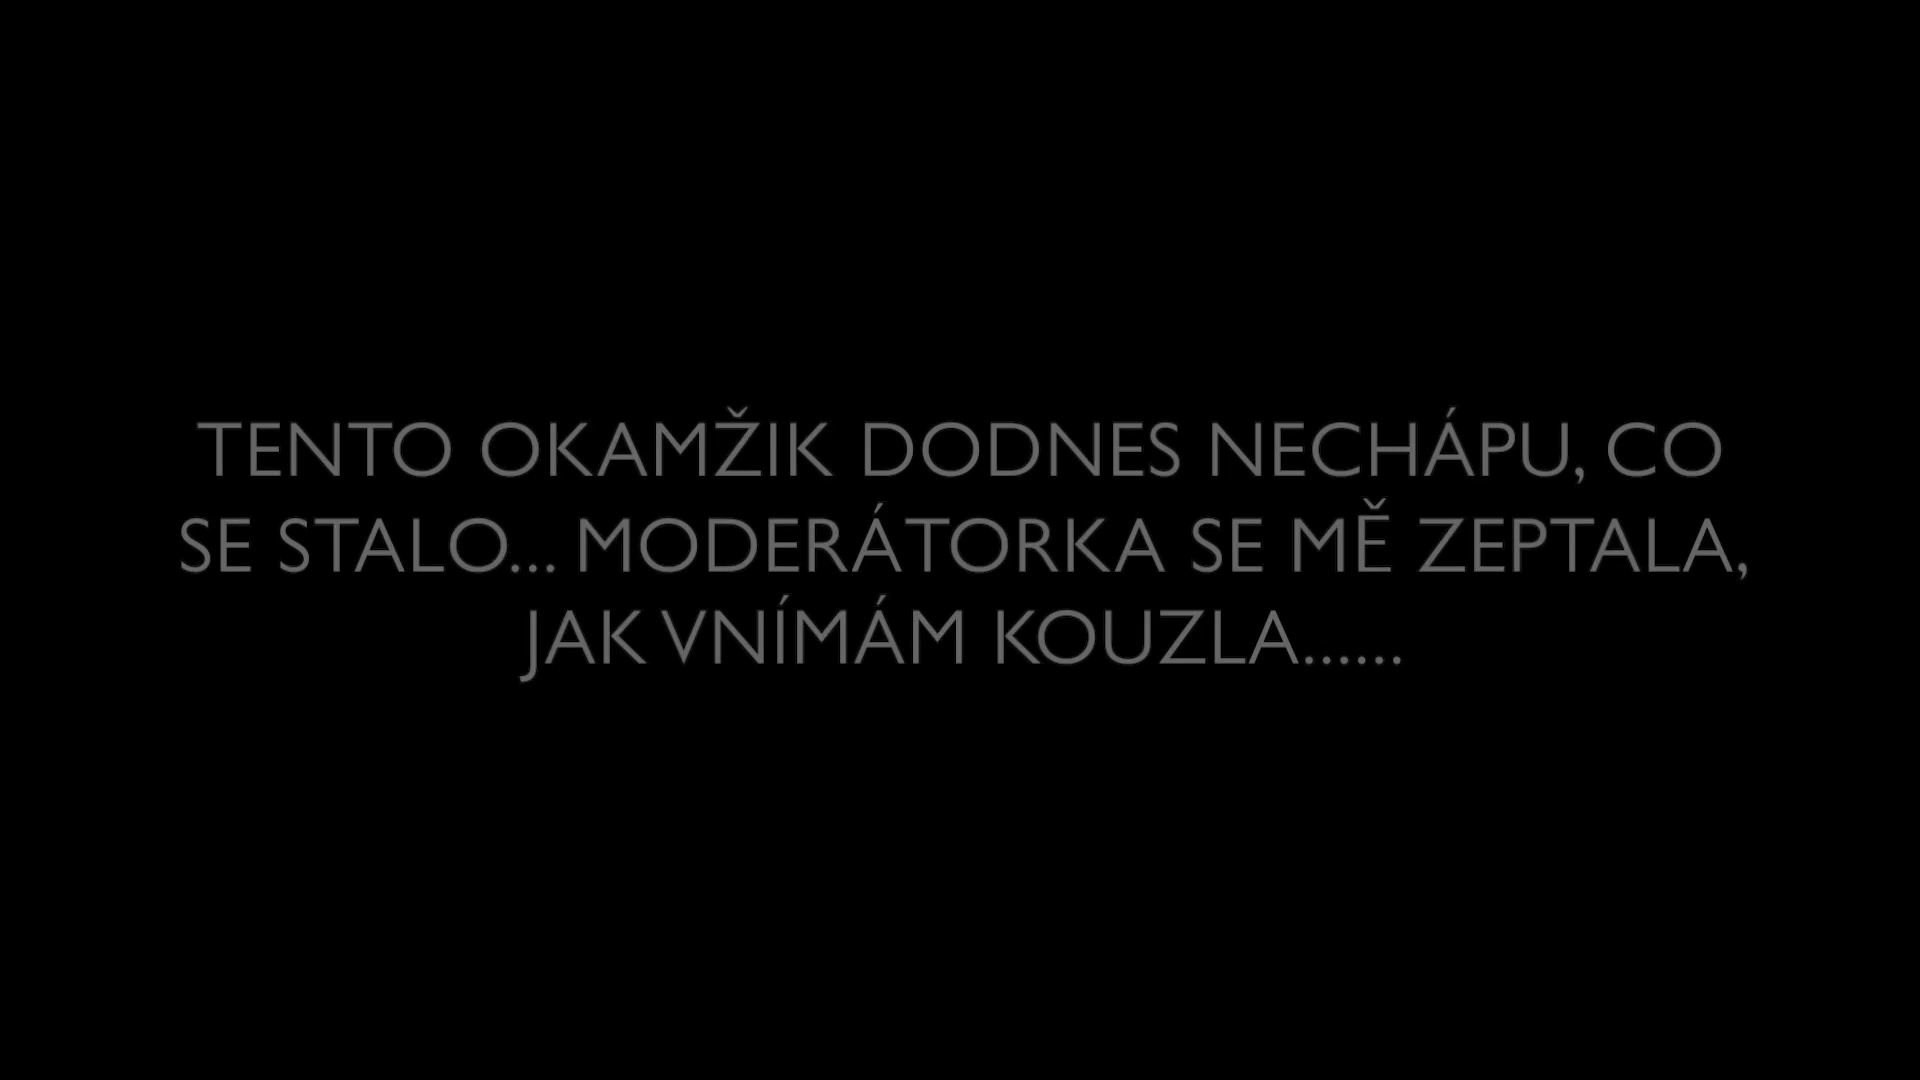 TENTO OKAMŽIK DODNES NECHÁPU, CO
SE STALO... MODERÁTORKA SE MĚ ZEPTALA,
JAK VNÍMÁM KOUZLA......